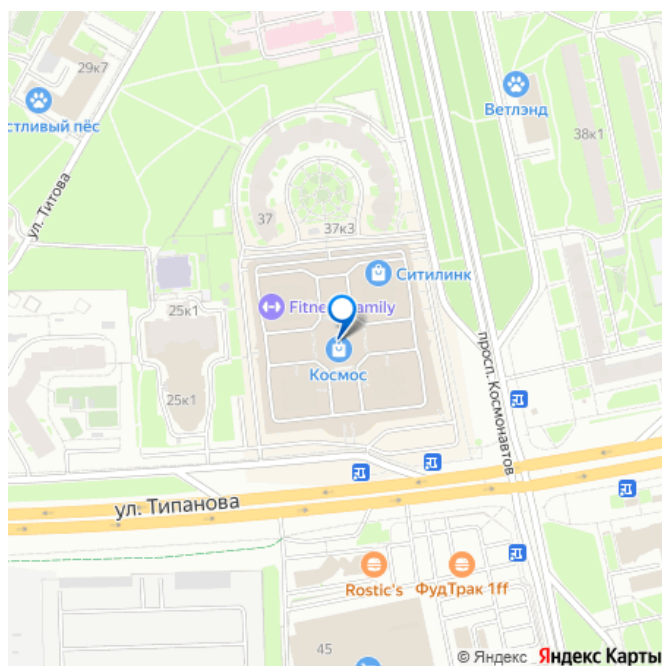 29к7
стливый пёс
Ветлэнд
38к1
ул. Титова
37
37к3
Ситилинк
25к1
Космос
просп. Космонавтов
25к1
ул. Типанова
Rostic's
ФудТрак 1ff
45
© Яндекс Яндекс Карты